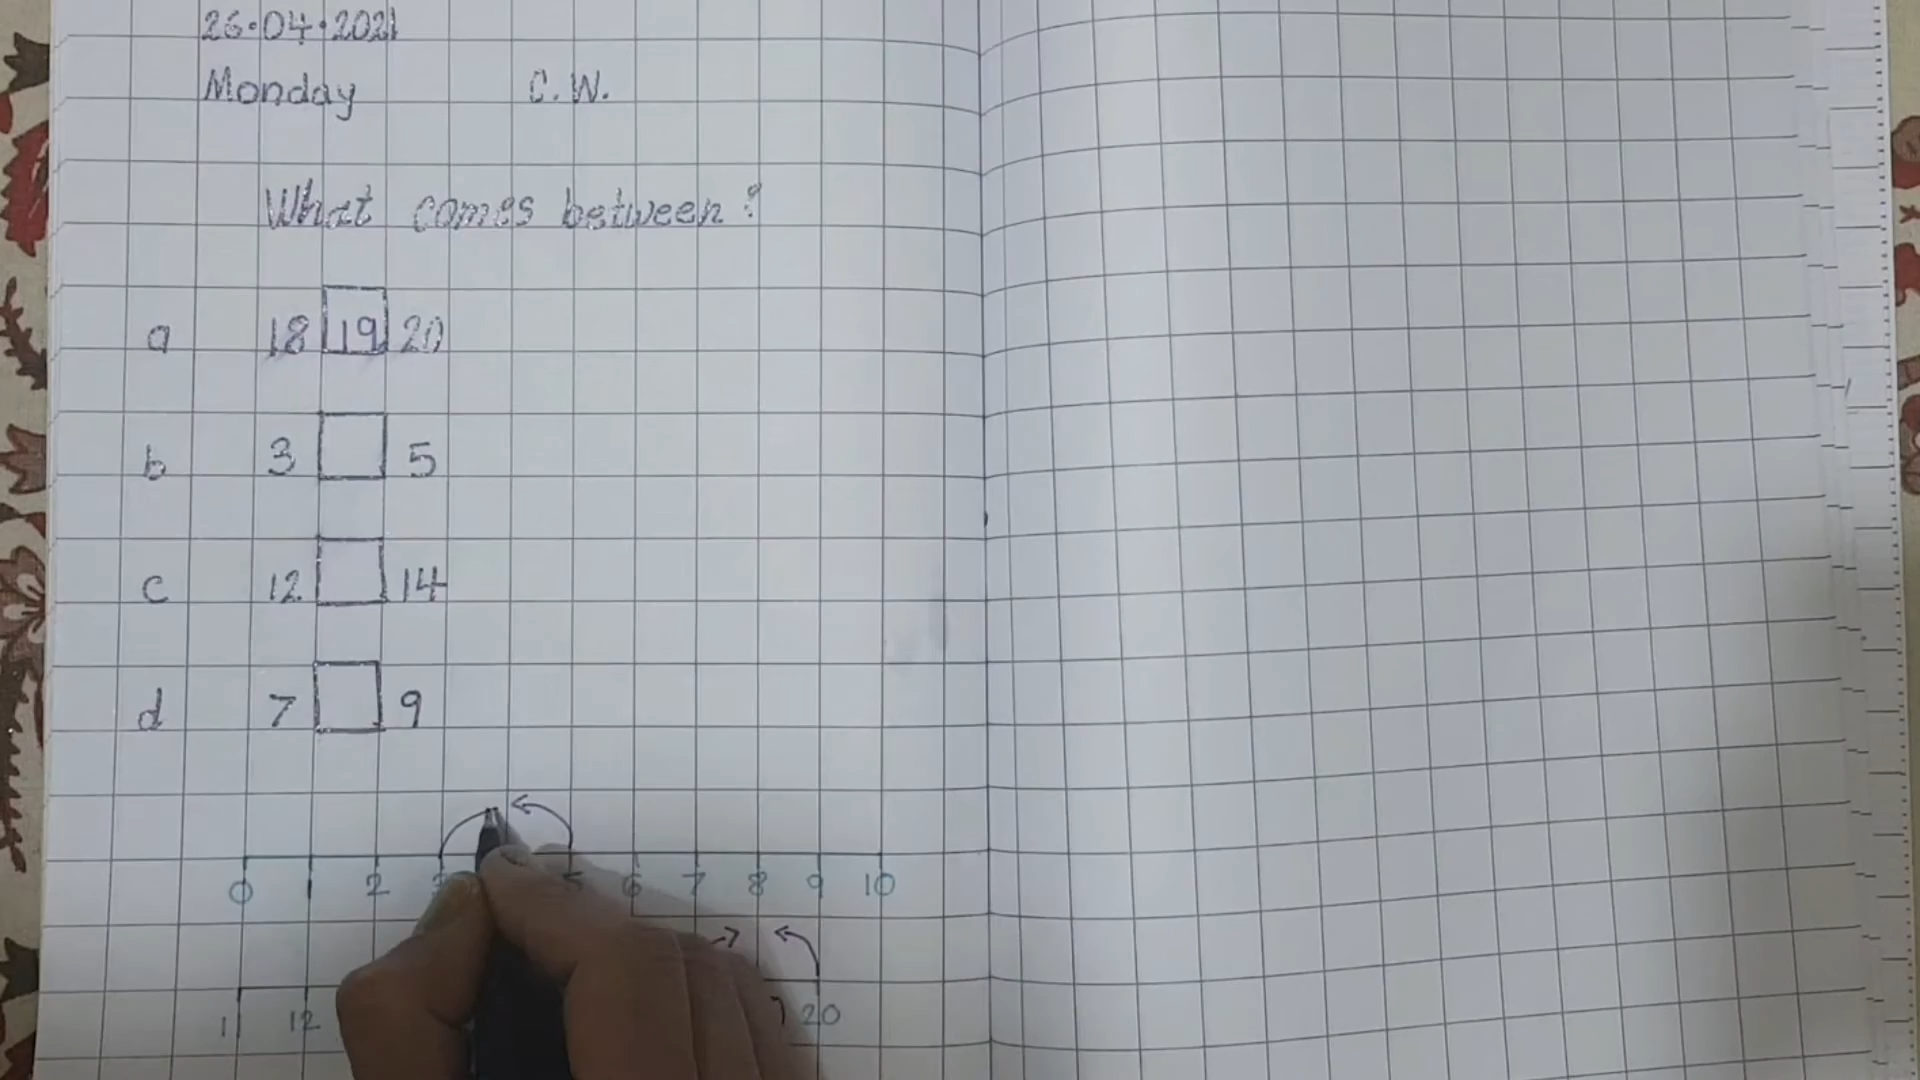 26.04.2021
Monday C.W.
What comes between?
a 18 19 20
b 3 5
c 12 14
d 7 9
0 1 2 5 6 7 8 9 10
11 12 20